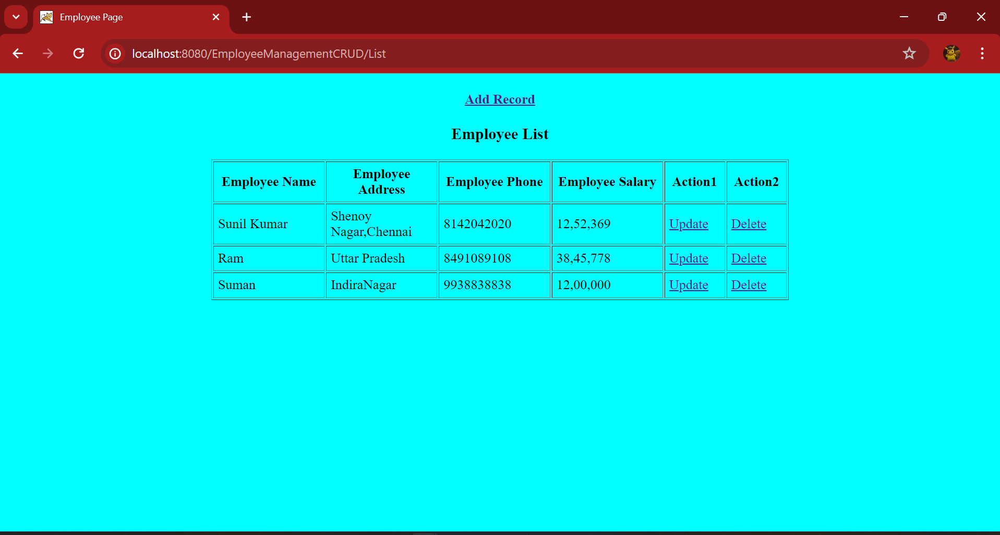 Employee Page
localhost:8080/EmployeeManagementCRUD/List
Add Record
Employee List
Employee Name Employee Address Employee Phone Employee Salary Action1 Action2
Sunil Kumar Shenoy Nagar,Chennai 8142042020 12,52,369 Update Delete
Ram Uttar Pradesh 8491089108 38,45,778 Update Delete
Suman IndiraNagar 9938838838 12,00,000 Update Delete